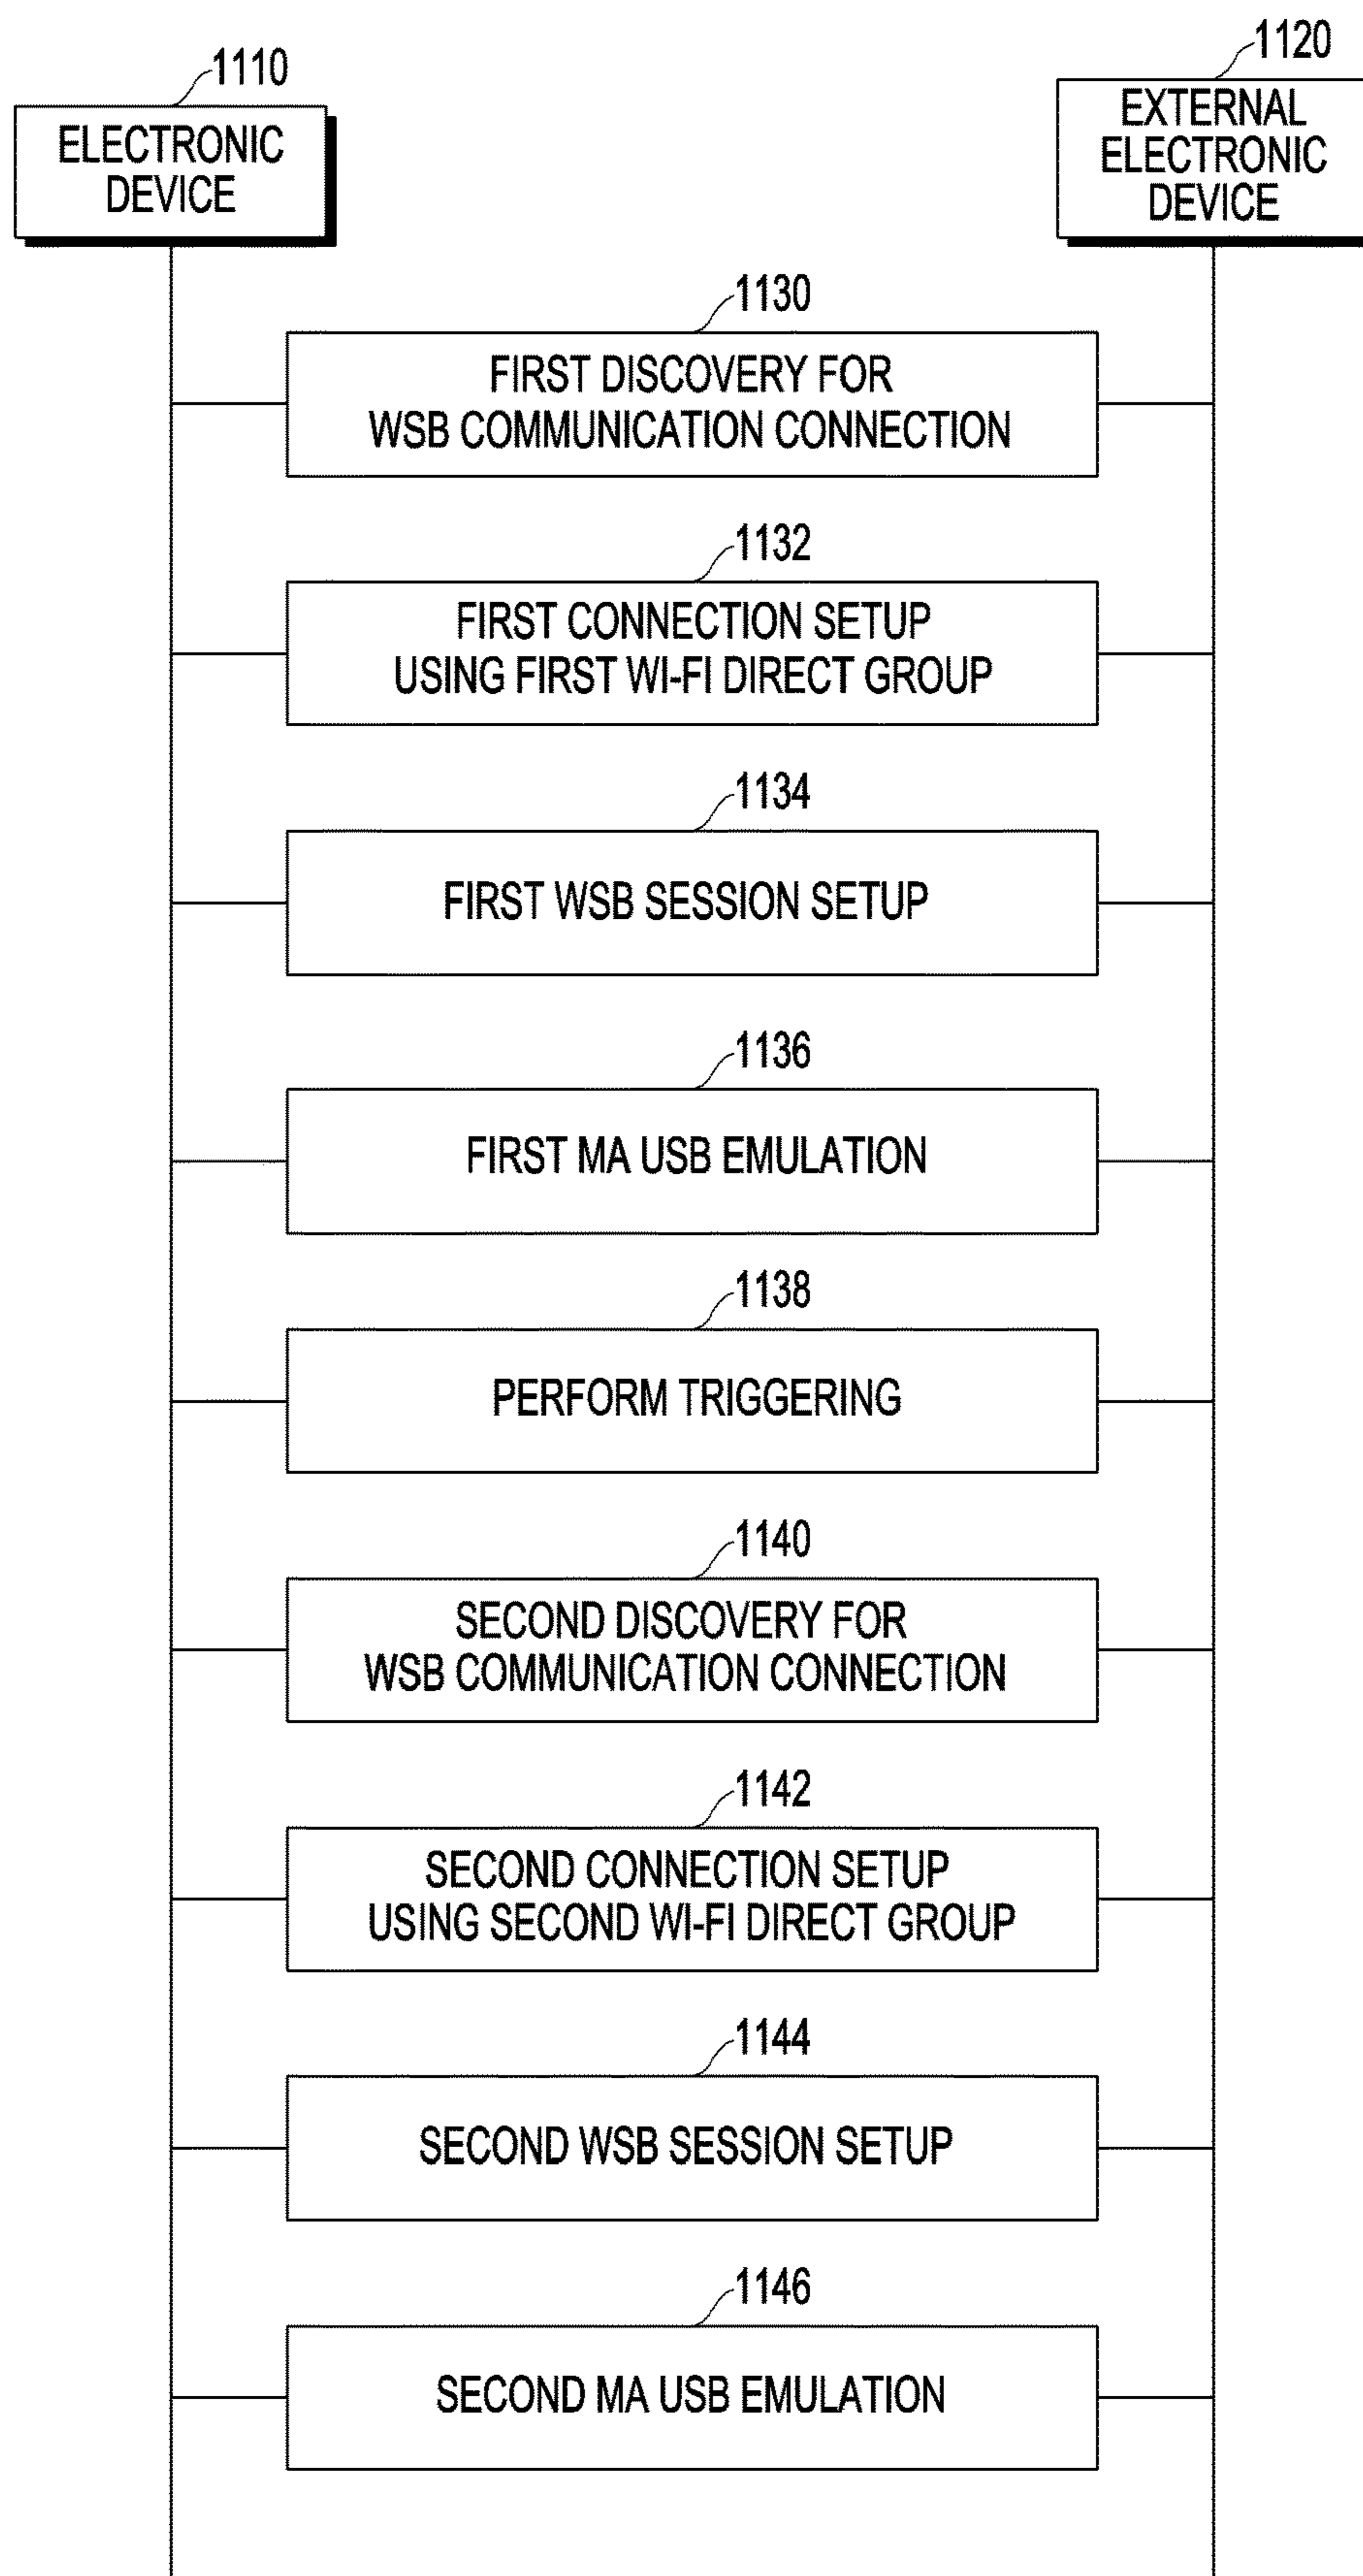 1110
ELECTRONIC
DEVICE
1120
EXTERNAL
ELECTRONIC
DEVICE
1130
FIRST DISCOVERY FOR
WSB COMMUNICATION CONNECTION
1132
FIRST CONNECTION SETUP
USING FIRST WI-FI DIRECT GROUP
1134
FIRST WSB SESSION SETUP
1136
FIRST MA USB EMULATION
1138
PERFORM TRIGGERING
1140
SECOND DISCOVERY FOR
WSB COMMUNICATION CONNECTION
1142
SECOND CONNECTION SETUP
USING SECOND WI-FI DIRECT GROUP
1144
SECOND WSB SESSION SETUP
1146
SECOND MA USB EMULATION